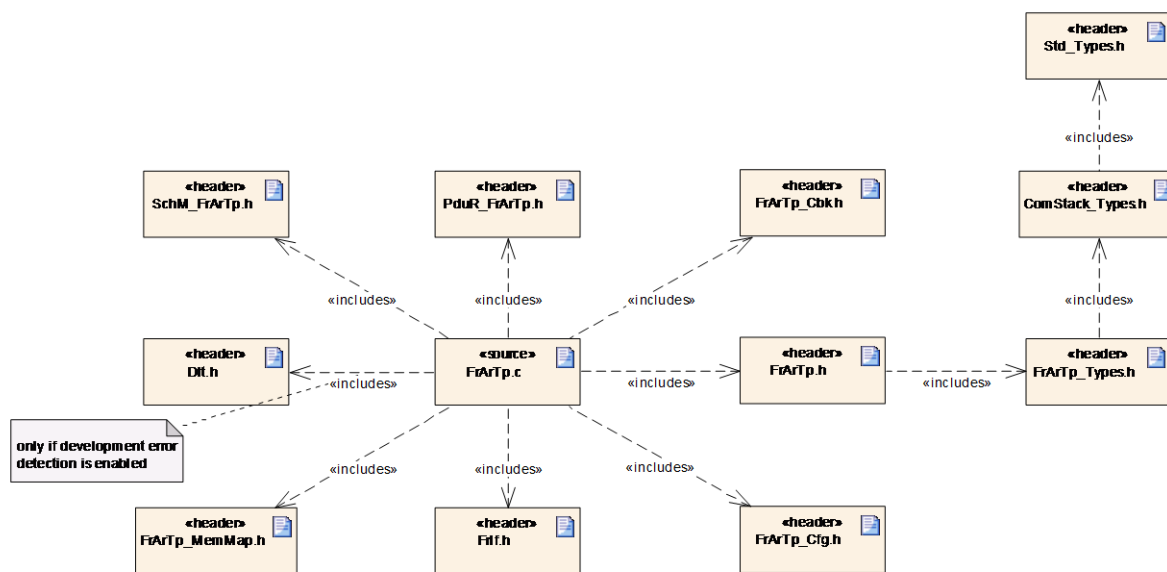 «header»
Std_Types.h
«includes»
«header»
SchM_FrArTp.h
«header»
PduR_FrArTp.h
«header»
FrArTp_Cbk.h
«header»
ComStack_Types.h
«includes»
«includes»
«includes»
«includes»
«header»
Dlt.h
«includes»
«source»
FrArTp.c
«includes»
«header»
FrArTp.h
«includes»
«header»
FrArTp_Types.h
only if development error
detection is enabled
«includes»
«includes»
«includes»
«header»
FrArTp_MemMap.h
«header»
FrIf.h
«header»
FrArTp_Cfg.h